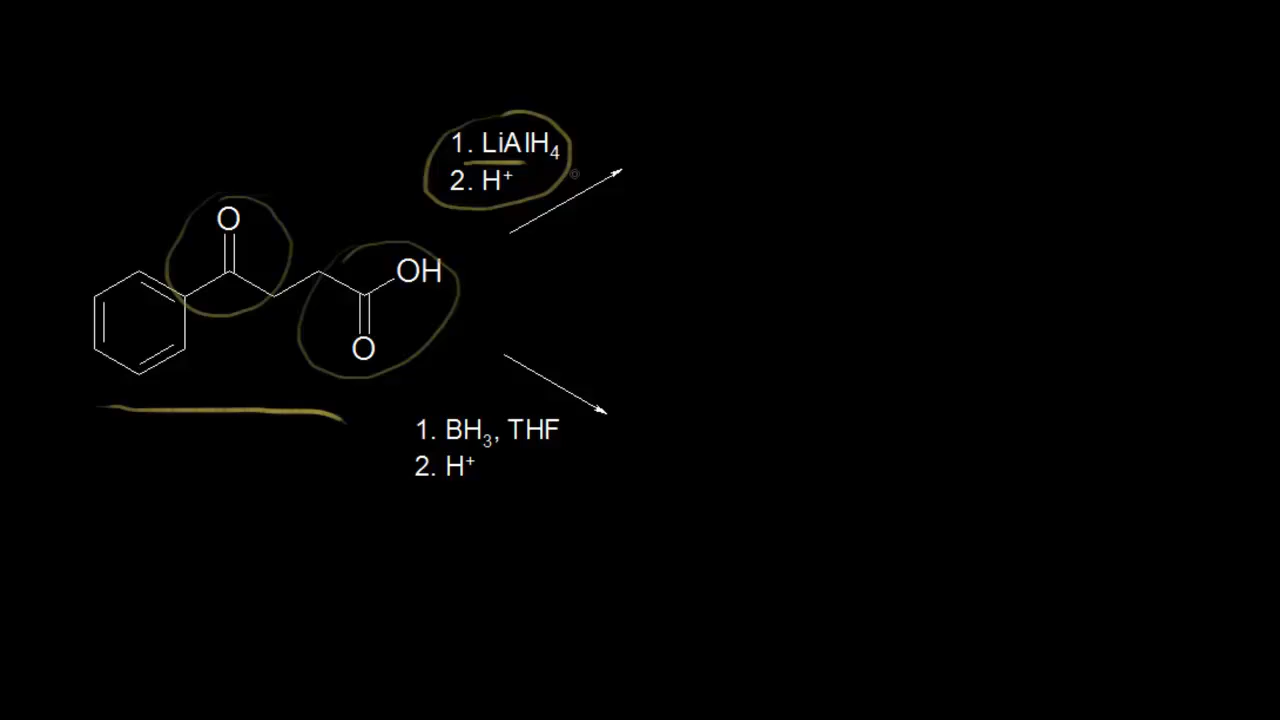 1. LiAlH₄
2. H⁺
O
OH
O
1. BH₃, THF
2. H⁺